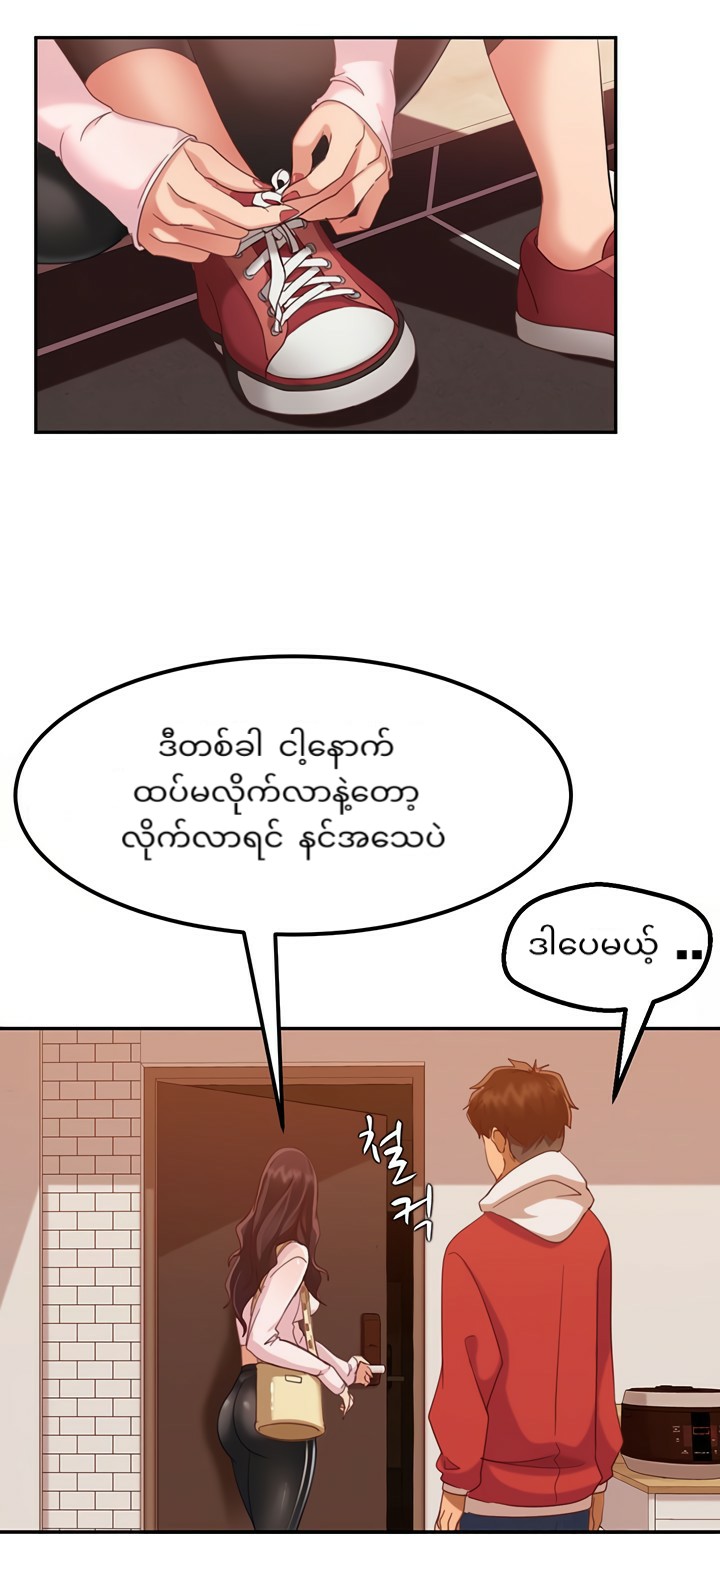 ဒီတစ်ခါ ငါ့နောက်
ထပ်မလိုက်လာနဲ့တော့
လိုက်လာရင် နင်အသေပဲ
ဒါပေမယ့် ..
철
컥